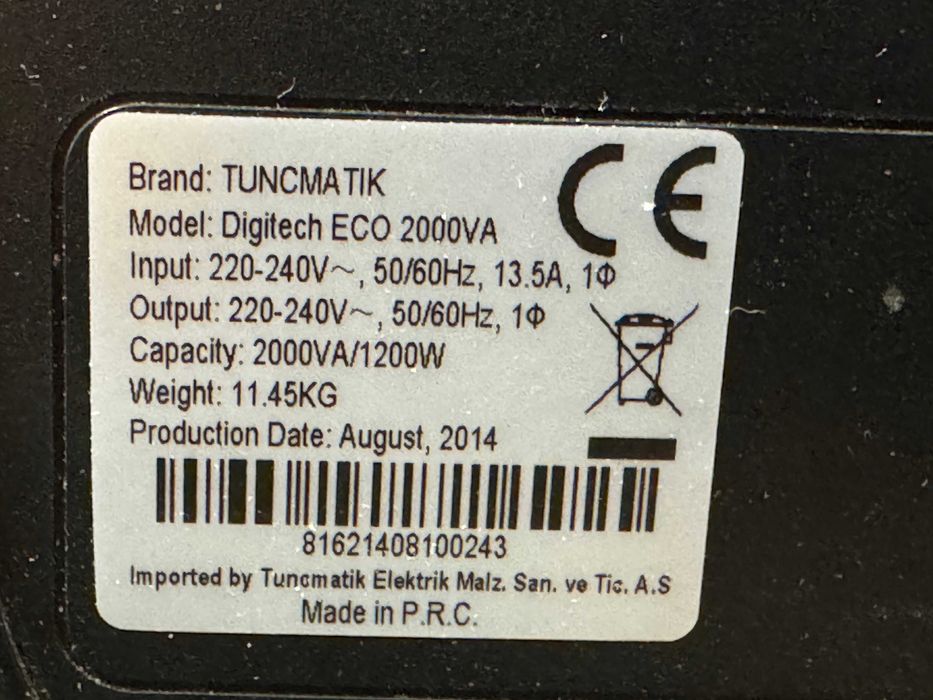 Brand: TUNCMATIK
Model: Digitech ECO 2000VA
Input: 220-240V～, 50/60Hz, 13.5A, 1Φ
Output: 220-240V～, 50/60Hz, 1Φ
Capacity: 2000VA/1200W
Weight: 11.45KG
Production Date: August, 2014
CE
81621408100243
Imported by Tuncmatik Elektrik Malz. San. ve Tic. A.S
Made in P.R.C.